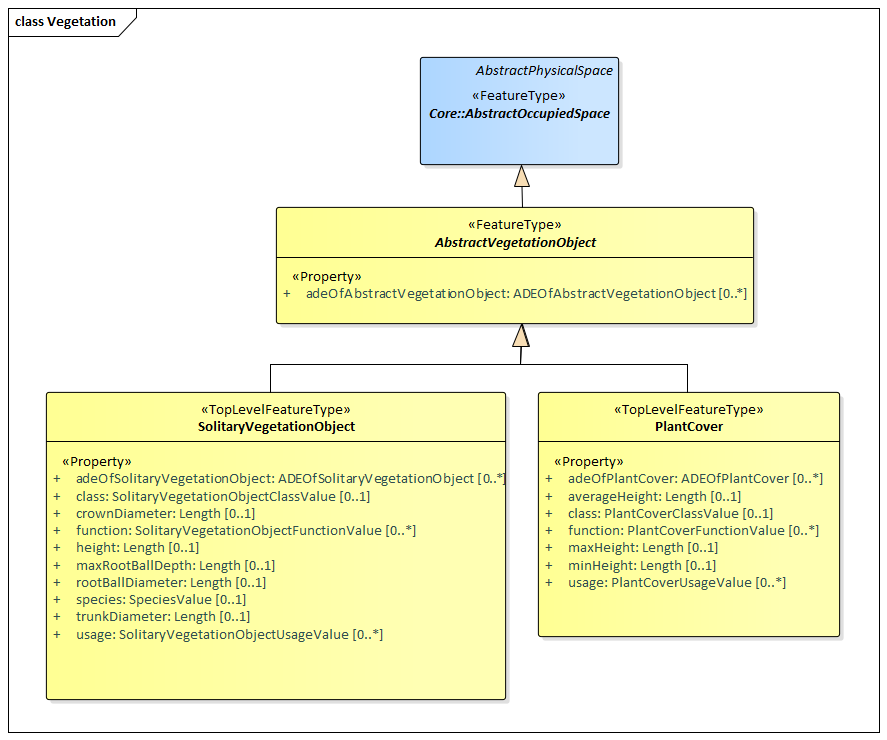 class Vegetation
AbstractPhysicalSpace
«FeatureType»
Core::AbstractOccupiedSpace
«FeatureType»
AbstractVegetationObject
«Property»
+ adeOfAbstractVegetationObject: ADEOfAbstractVegetationObject [0..*]
«TopLevelFeatureType»
SolitaryVegetationObject
«Property»
+ adeOfSolitaryVegetationObject: ADEOfSolitaryVegetationObject [0..*]
+ class: SolitaryVegetationObjectClassValue [0..1]
+ crownDiameter: Length [0..1]
+ function: SolitaryVegetationObjectFunctionValue [0..*]
+ height: Length [0..1]
+ maxRootBallDepth: Length [0..1]
+ rootBallDiameter: Length [0..1]
+ species: SpeciesValue [0..1]
+ trunkDiameter: Length [0..1]
+ usage: SolitaryVegetationObjectUsageValue [0..*]
«TopLevelFeatureType»
PlantCover
«Property»
+ adeOfPlantCover: ADEOfPlantCover [0..*]
+ averageHeight: Length [0..1]
+ class: PlantCoverClassValue [0..1]
+ function: PlantCoverFunctionValue [0..*]
+ maxHeight: Length [0..1]
+ minHeight: Length [0..1]
+ usage: PlantCoverUsageValue [0..*]